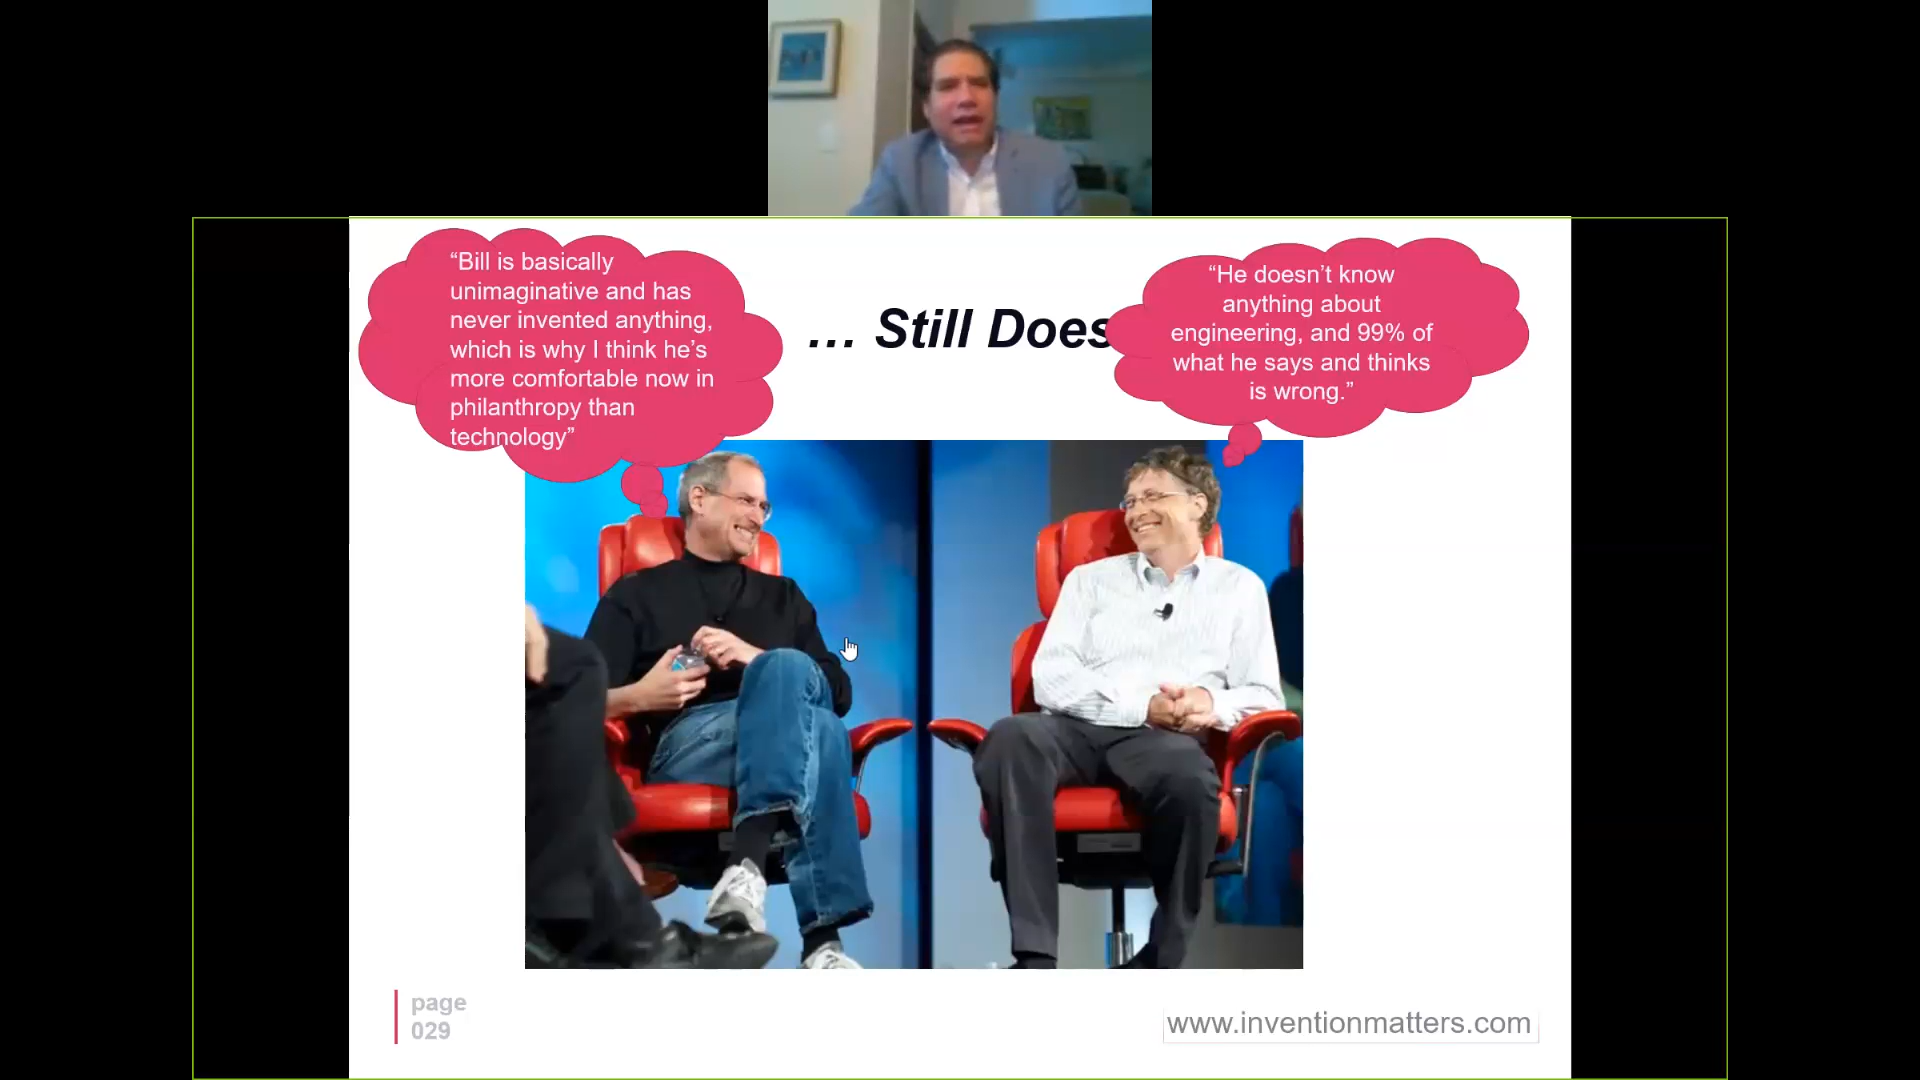 “Bill is basically
unimaginative and has
never invented anything,
which is why I think he’s
more comfortable now in
philanthropy than
technology”
… Still Does
“He doesn’t know
anything about
engineering, and 99% of
what he says and thinks
is wrong.”
page
029
www.inventionmatters.com